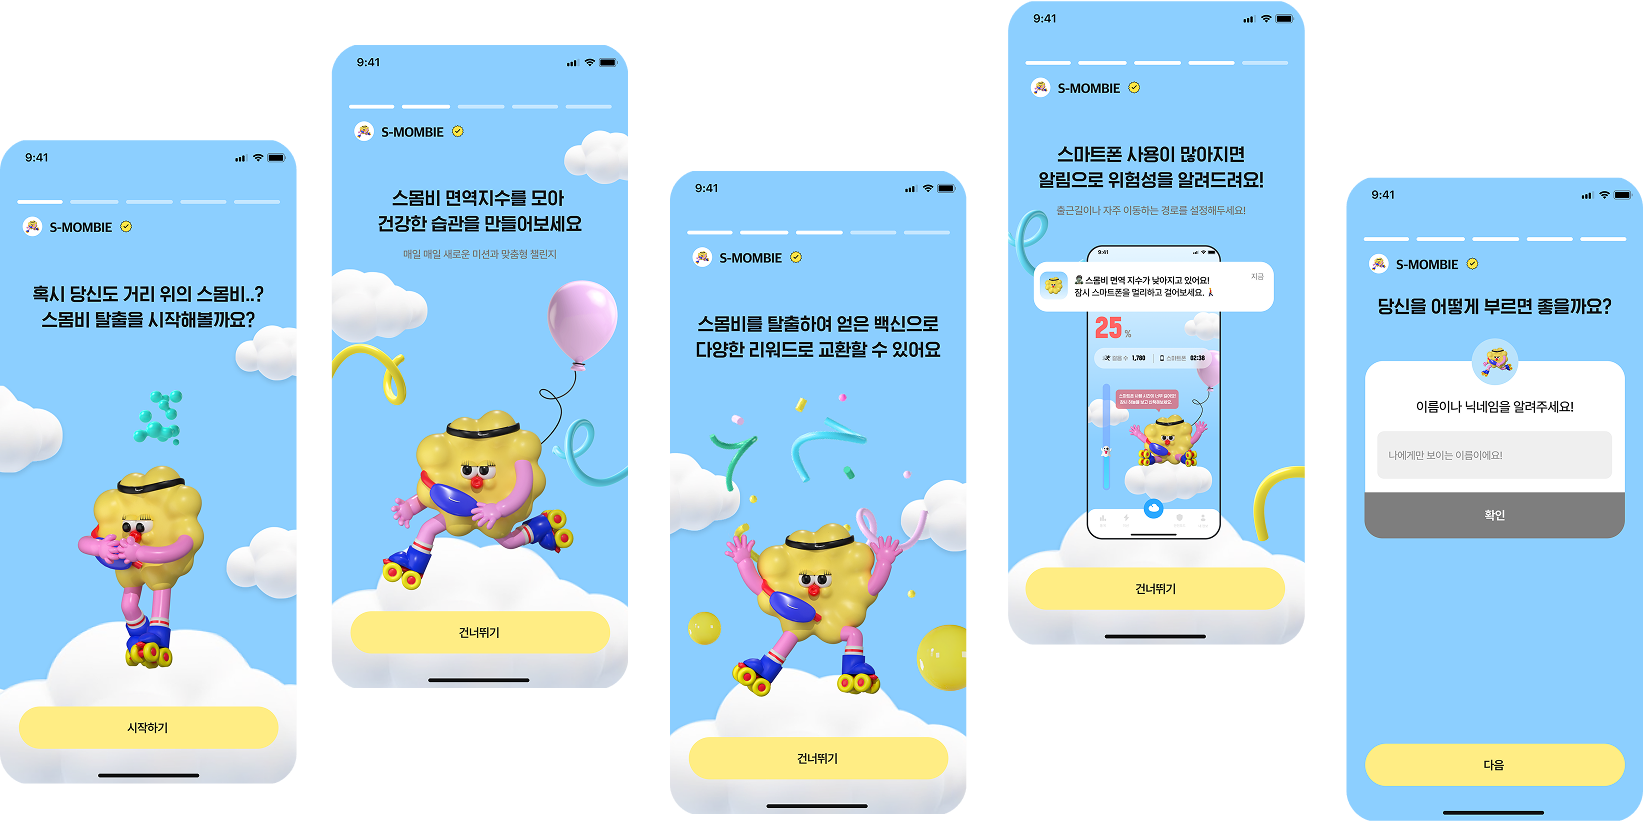 9:41
S-MOMBIE
혹시 당신도 거리 위의 스몸비..?
스몸비 탈출을 시작해볼까요?
시작하기
9:41
S-MOMBIE
스몸비 면역지수를 모아
건강한 습관을 만들어보세요
매일 매일 새로운 미션과 맞춤형 챌린지
건너뛰기
9:41
S-MOMBIE
스몸비를 탈출하여 얻은 백신으로
다양한 리워드로 교환할 수 있어요
건너뛰기
9:41
S-MOMBIE
스마트폰 사용이 많아지면
알림으로 위험성을 알려드려요!
출근길이나 자주 이동하는 경로를 설정해두세요!
9:41
스몸비 면역 지수가 낮아지고 있어요!
지금
잠시 스마트폰을 멀리하고 걸어보세요.
25%
걸음 수 1,780 스마트폰 02:38
건너뛰기
9:41
S-MOMBIE
당신을 어떻게 부르면 좋을까요?
이름이나 닉네임을 알려주세요!
나에게만 보이는 이름이에요!
확인
다음